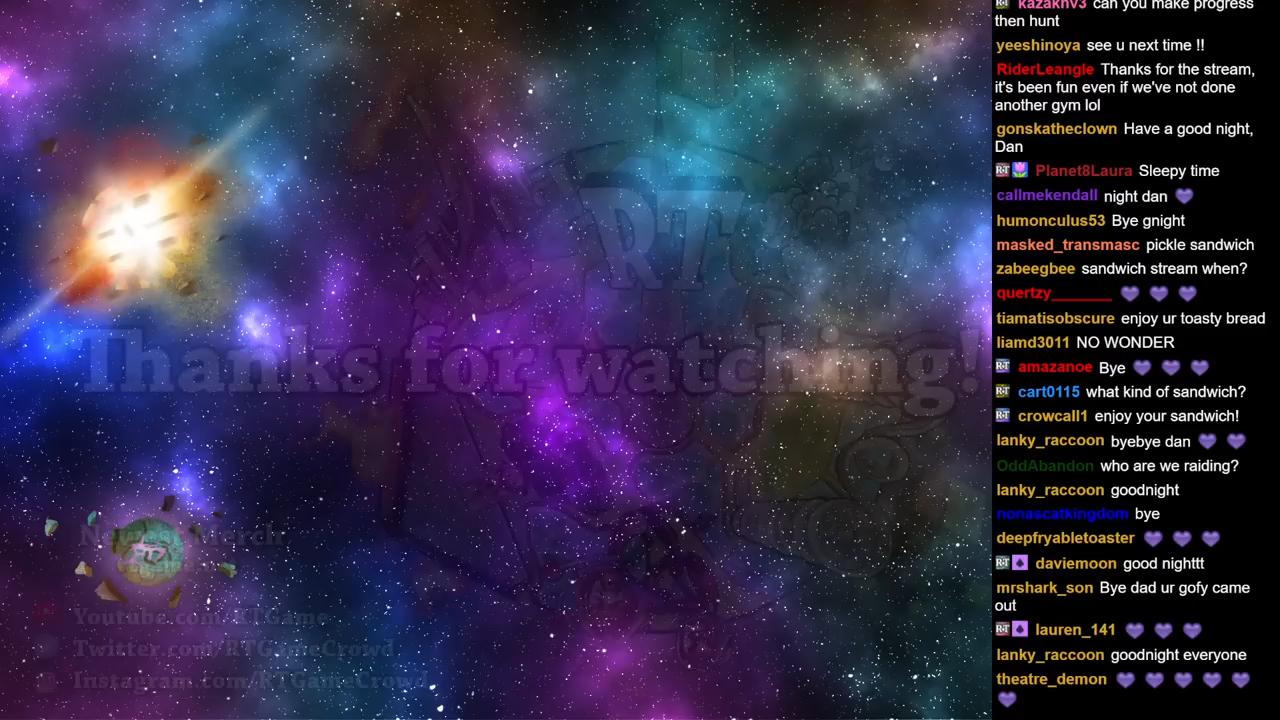 RT
Thanks for watching!
Newest Merch
Youtube.com/RTGame
Twitter.com/RTGameCrowd
Instagram.com/RTGameCrowd
kazakhv3 can you make progress
then hunt
yeeshinoya see u next time !!
RiderLeangle Thanks for the stream,
it's been fun even if we've not done
another gym lol
gonskatheclown Have a good night,
Dan
Planet8Laura Sleepy time
callmekendall night dan
humonculus53 Bye gnight
masked_transmasc pickle sandwich
zabeegbee sandwich stream when?
quertzy_______
tiamatisobscure enjoy ur toasty bread
liamd3011 NO WONDER
amazanoe Bye
cart0115 what kind of sandwich?
crowcall1 enjoy your sandwich!
lanky_raccoon byebye dan
OddAbandon who are we raiding?
lanky_raccoon goodnight
nonascatkingdom bye
deepfryabletoaster
daviemoon good nighttt
mrshark_son Bye dad ur gofy came
out
lauren_141
lanky_raccoon goodnight everyone
theatre_demon